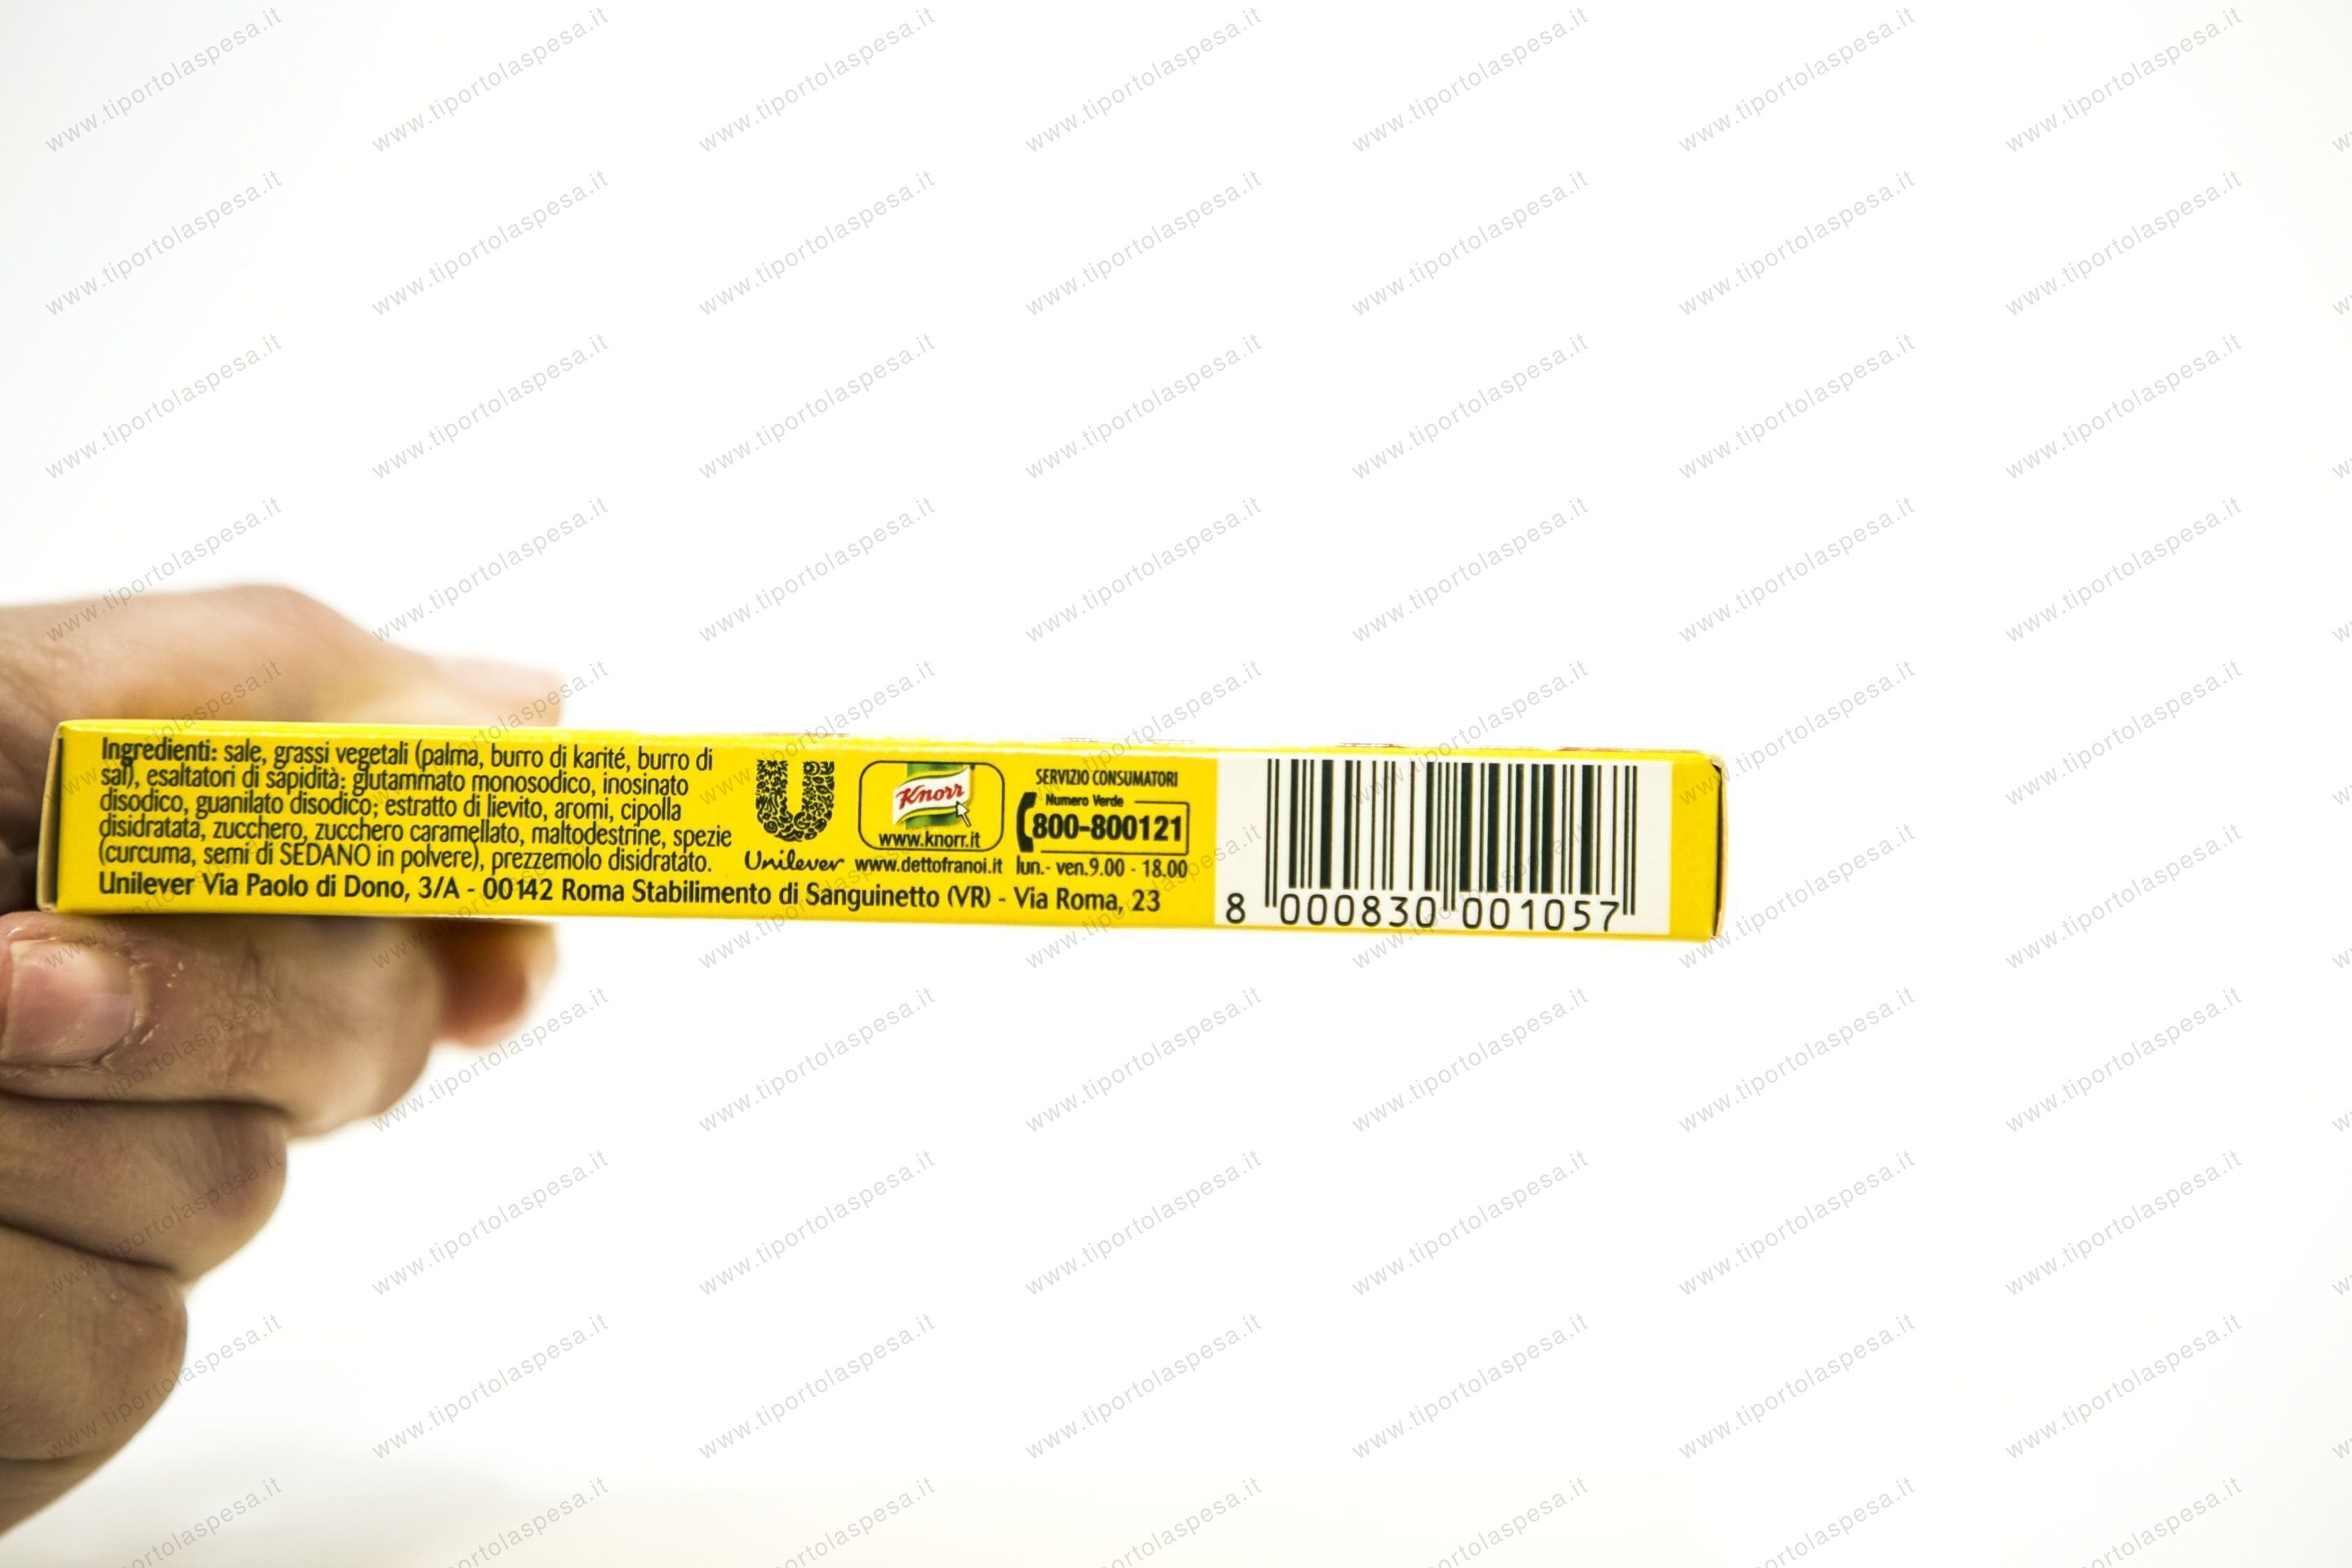 Ingredienti: sale, grassi vegetali (palma, burro di karité, burro di
sal), esaltatori di sapidità: glutammato monosodico, inosinato
disodico, guanilato disodico; estratto di lievito, aromi, cipolla
disidratata, zucchero, zucchero caramellato, maltodestrine, spezie
(curcuma, semi di SEDANO in polvere), prezzemolo disidratato.
Unilever Via Paolo di Dono, 3/A - 00142 Roma Stabilimento di Sanguinetto (VR) - Via Roma, 23
Unilever
Knorr
www.knorr.it
www.dettofranoi.it
SERVIZIO CONSUMATORI
Numero Verde
800-800121
lun.- ven.9.00 - 18.00
8 000830 001057
www.tiportolaspesa.it